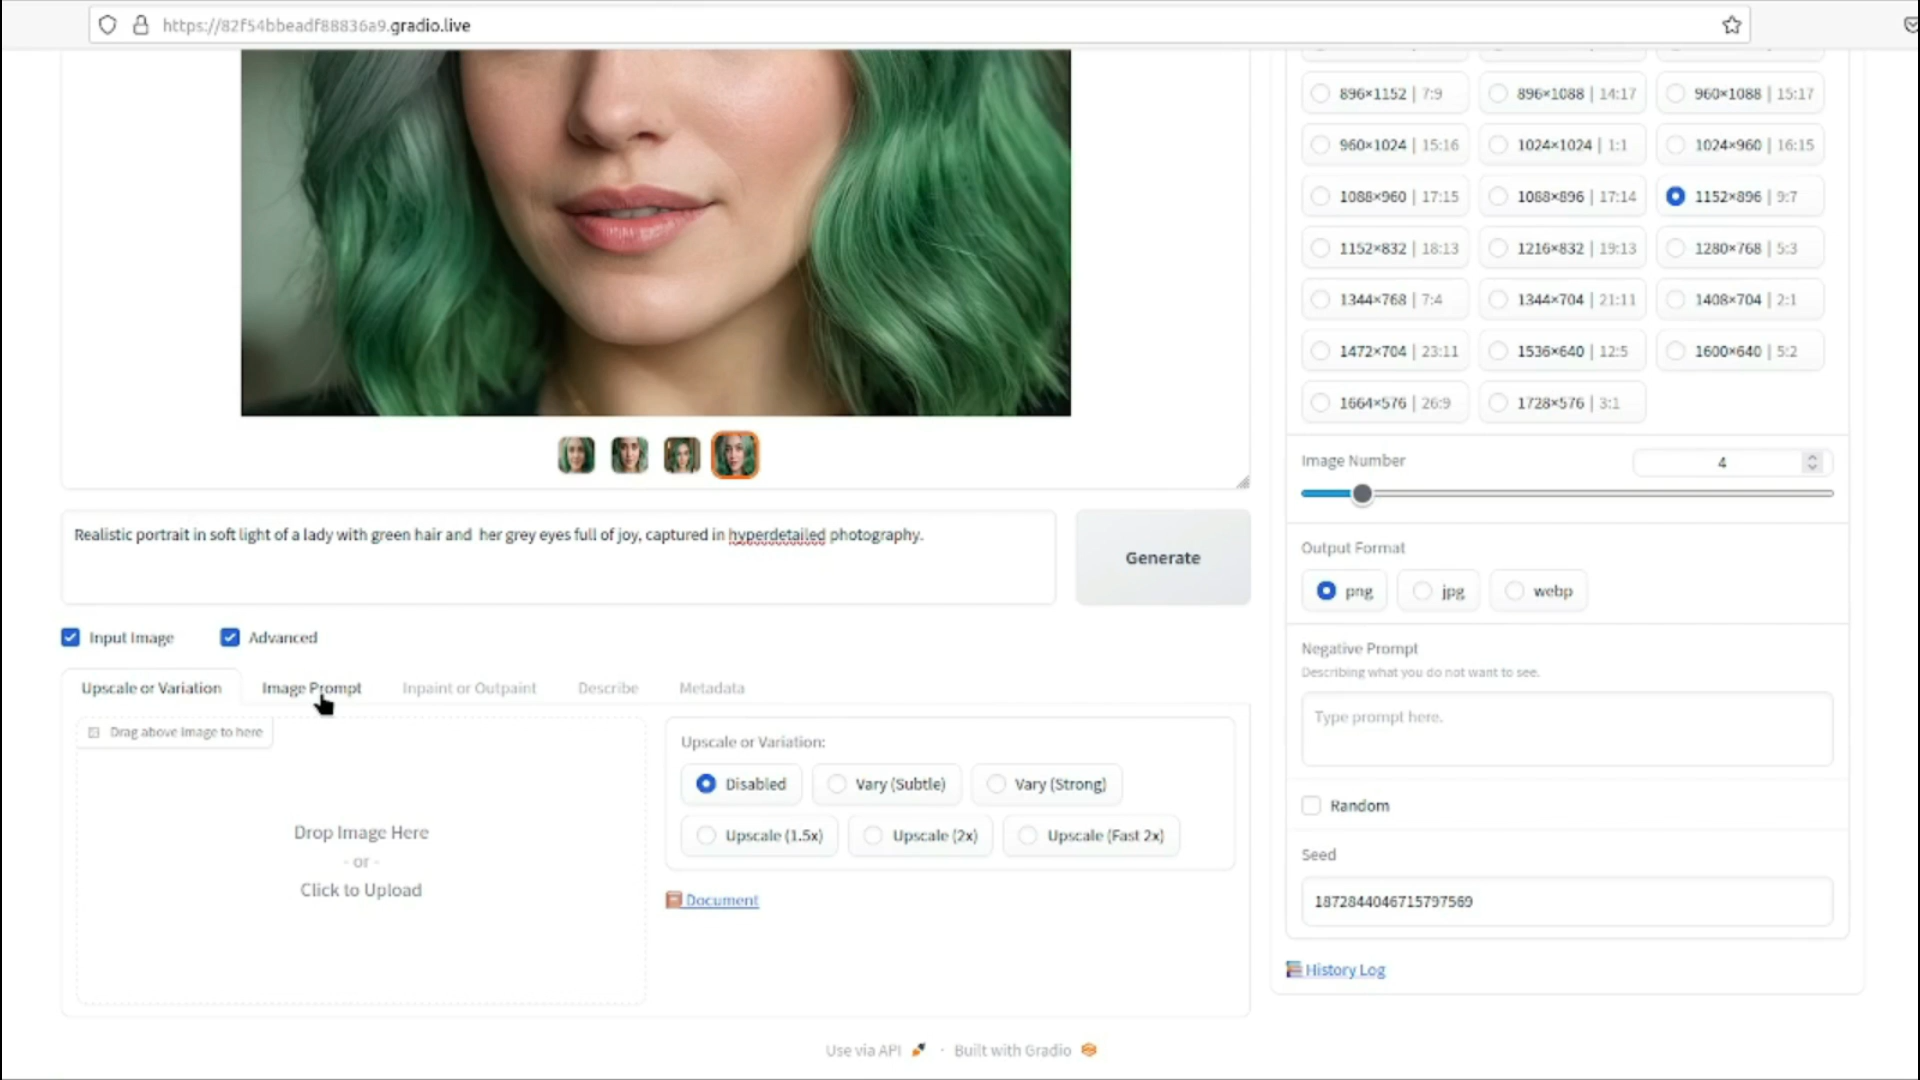 https://82f54bbeadf88836a9.gradio.live
896×1152 | 7:9
896×1088 | 14:17
960×1088 | 15:17
960×1024 | 15:16
1024×1024 | 1:1
1024×960 | 16:15
1088×960 | 17:15
1088×896 | 17:14
1152×896 | 9:7
1152×832 | 18:13
1216×832 | 19:13
1280×768 | 5:3
1344×768 | 7:4
1344×704 | 21:11
1408×704 | 2:1
1472×704 | 23:11
1536×640 | 12:5
1600×640 | 5:2
1664×576 | 26:9
1728×576 | 3:1
Image Number
4
Realistic portrait in soft light of a lady with green hair and  her grey eyes full of joy, captured in hyperdetailed photography.
Generate
Output Format
png
jpg
webp
Input Image
Advanced
Negative Prompt
Describing what you do not want to see.
Type prompt here.
Upscale or Variation
Image Prompt
Inpaint or Outpaint
Describe
Metadata
Drag above image to here
Drop Image Here
- or -
Click to Upload
Upscale or Variation:
Disabled
Vary (Subtle)
Vary (Strong)
Upscale (1.5x)
Upscale (2x)
Upscale (Fast 2x)
Document
Random
Seed
1872844046715797569
History Log
Use via API
·
Built with Gradio